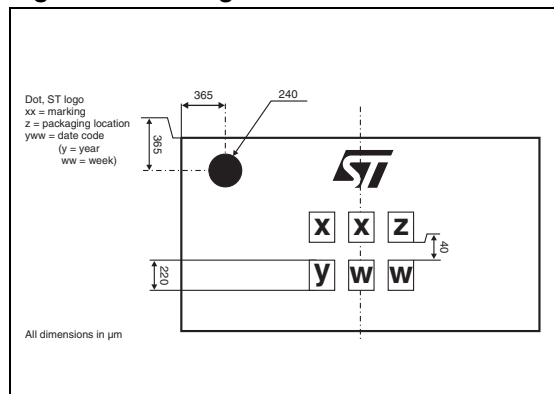 365
240
Dot, ST logo
xx = marking
z = packaging location
yww = date code
(y = year
ww = week)
365
ST
x x z
40
y w w
220
All dimensions in µm